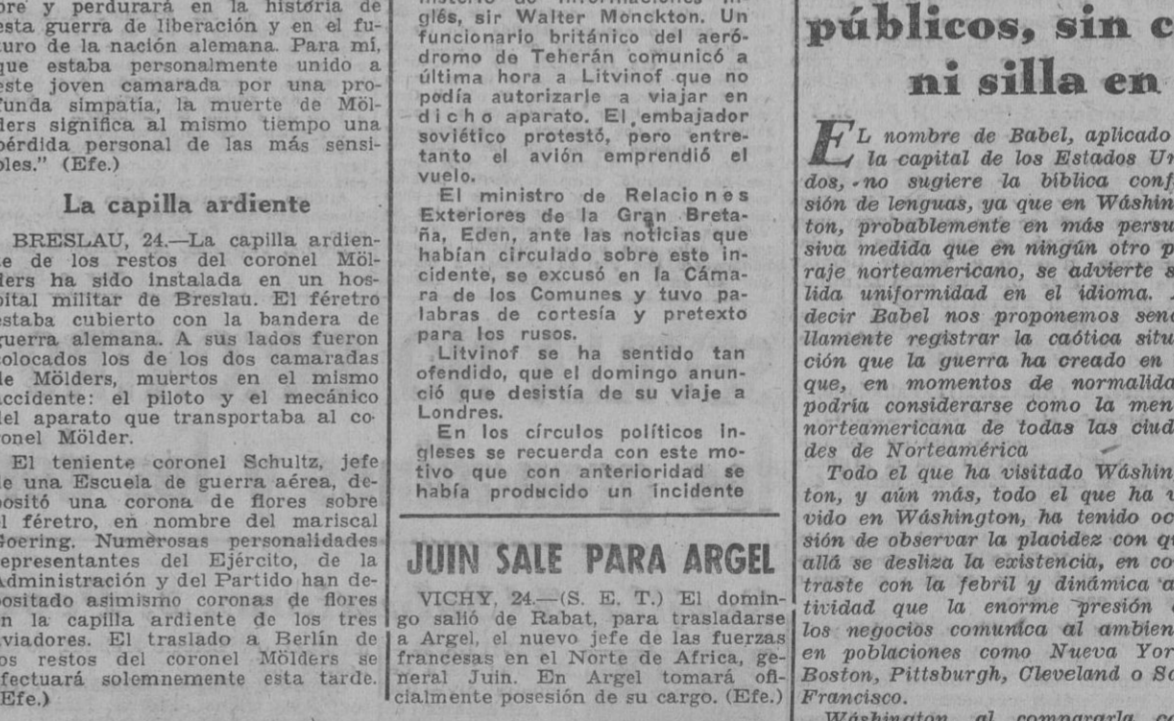 y perdurará en la historia de
esta guerra de liberación y en el fu-
turo de la nación alemana. Para mí,
que estaba personalmente unido a
este joven camarada por una pro-
funda simpatía, la muerte de Möl-
ders significa al mismo tiempo una
pérdida personal de las más sensi-
bles." (Efe.)
La capilla ardiente
BRESLAU, 24.—La capilla ardien-
te de los restos del coronel Möl-
ders ha sido instalada en un hos-
pital militar de Breslau. El féretro
estaba cubierto con la bandera de
guerra alemana. A sus lados fueron
colocados los de los dos camaradas
de Mölders, muertos en el mismo
accidente: el piloto y el mecánico
del aparato que transportaba al co-
ronel Mölder.
El teniente coronel Schultz, jefe
de una Escuela de guerra aérea, de-
positó una corona de flores sobre
el féretro, en nombre del mariscal
Goering. Numerosas personalidades
representantes del Ejército, de la
Administración y del Partido han de-
positado asimismo coronas de flores
en la capilla ardiente de los tres
aviadores. El traslado a Berlín de
los restos del coronel Mölders se
efectuará solemnemente esta tarde.
(Efe.)
glés, sir Walter Monckton. Un
funcionario británico del aeró-
dromo de Teherán comunicó a
última hora a Litvinof que no
podía autorizarle a viajar en
dicho aparato. El embajador
soviético protestó, pero entre-
tanto el avión emprendió el
vuelo.
El ministro de Relaciones
Exteriores de la Gran Breta-
ña, Eden, ante las noticias que
habían circulado sobre este in-
cidente, se excusó en la Cáma-
ra de los Comunes y tuvo pa-
labras de cortesía y pretexto
para los rusos.
Litvinof se ha sentido tan
ofendido, que el domingo anun-
ció que desistía de su viaje a
Londres.
En los círculos políticos in-
gleses se recuerda con este mo-
tivo que con anterioridad se
había producido un incidente
JUIN SALE PARA ARGEL
VICHY, 24.—(S. E. T.) El domin-
go salió de Rabat, para trasladarse
a Argel, el nuevo jefe de las fuerzas
francesas en el Norte de Africa, ge-
neral Juin. En Argel tomará ofi-
cialmente posesión de su cargo. (Efe.)
públicos, sin c
ni silla en
EL nombre de Babel, aplicado
la capital de los Estados Un
dos, no sugiere la bíblica conf
sión de lenguas, ya que en Wáshin
ton, probablemente en más persu
siva medida que en ningún otro p
raje norteamericano, se advierte s
lida uniformidad en el idioma.
decir Babel nos proponemos senc
llamente registrar la caótica situ
ción que la guerra ha creado en
que, en momentos de normalida
podría considerarse como la men
norteamericana de todas las ciud
des de Norteamérica
Todo el que ha visitado Wáshin
ton, y aún más, todo el que ha v
vido en Wáshington, ha tenido oc
sión de observar la placidez con qu
allá se desliza la existencia, en co
traste con la febril y dinámica a
tividad que la enorme presión
los negocios comunica al ambien
en poblaciones como Nueva Yor
Boston, Pittsburgh, Cleveland o Sa
Francisco.
Wáshington, al compararla